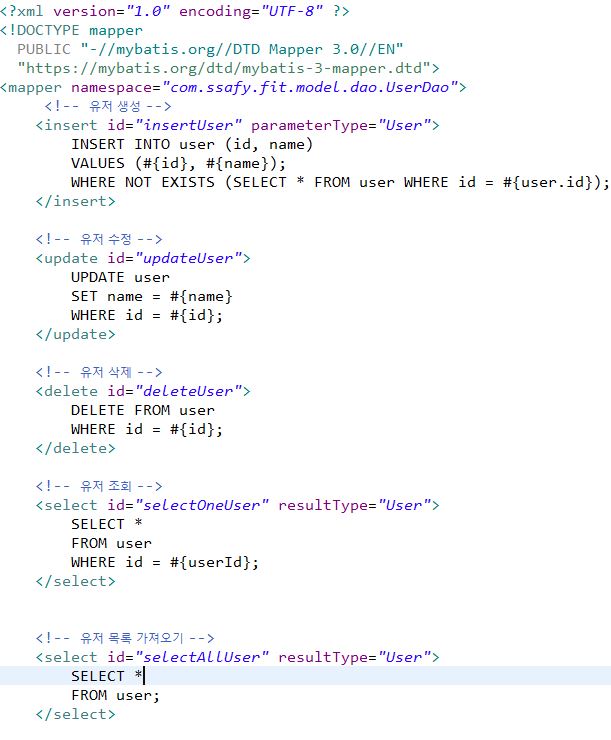 <?xml version="1.0" encoding="UTF-8" ?>
<!DOCTYPE mapper
  PUBLIC "-//mybatis.org//DTD Mapper 3.0//EN"
  "https://mybatis.org/dtd/mybatis-3-mapper.dtd">
<mapper namespace="com.ssafy.fit.model.dao.UserDao">
     <!-- 유저 생성 -->
    <insert id="insertUser" parameterType="User">
        INSERT INTO user (id, name)
        VALUES (#{id}, #{name});
        WHERE NOT EXISTS (SELECT * FROM user WHERE id = #{user.id});
    </insert>

    <!-- 유저 수정 -->
    <update id="updateUser">
        UPDATE user
        SET name = #{name}
        WHERE id = #{id};
    </update>

    <!-- 유저 삭제 -->
    <delete id="deleteUser">
        DELETE FROM user
        WHERE id = #{id};
    </delete>

    <!-- 유저 조회 -->
    <select id="selectOneUser" resultType="User">
        SELECT *
        FROM user
        WHERE id = #{userId};
    </select>


    <!-- 유저 목록 가져오기 -->
    <select id="selectAllUser" resultType="User">
        SELECT *
        FROM user;
    </select>